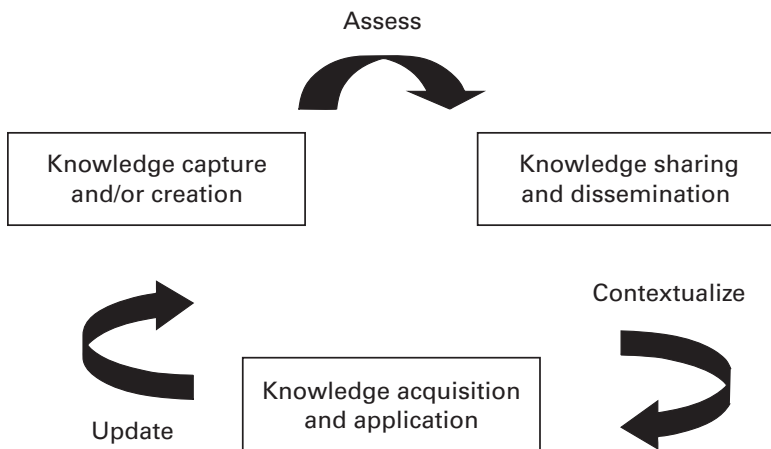 Assess
Knowledge capture
and/or creation
Knowledge sharing
and dissemination
Contextualize
Knowledge acquisition
and application
Update